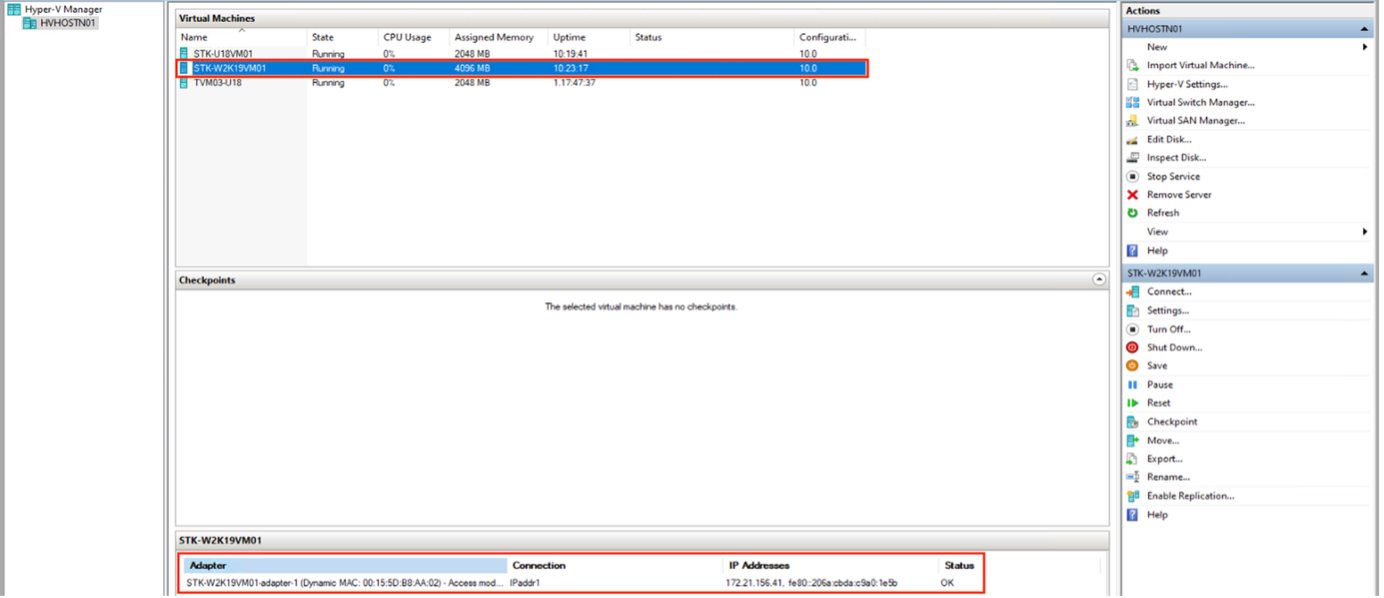 Hyper-V Manager
HVHOSTN01
Virtual Machines
Name State CPU Usage Assigned Memory Uptime Status Configurati...
STK-U18VM01 Running 0% 2048 MB 10:19:41 10.0
STK-W2K19VM01 Running 0% 4096 MB 10:23:17 10.0
TVM03-U18 Running 0% 2048 MB 1.17:47:37 10.0
Checkpoints
The selected virtual machine has no checkpoints.
STK-W2K19VM01
Adapter Connection IP Addresses Status
STK-W2K19VM01-adapter-1 (Dynamic MAC: 00:15:5D:B8:AA:02) - Access mod... IPaddr1 172.21.156.41, fe80::206a:cbda:c9a0:1e5b OK
Actions
HVHOSTN01
New
Import Virtual Machine...
Hyper-V Settings...
Virtual Switch Manager...
Virtual SAN Manager...
Edit Disk...
Inspect Disk...
Stop Service
Remove Server
Refresh
View
Help
STK-W2K19VM01
Connect...
Settings...
Turn Off...
Shut Down...
Save
Pause
Reset
Checkpoint
Move...
Export...
Rename...
Enable Replication...
Help